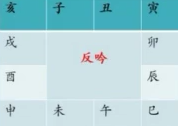 亥 子 丑 寅
戌 反吟 卯
酉 辰
申 未 午 巳